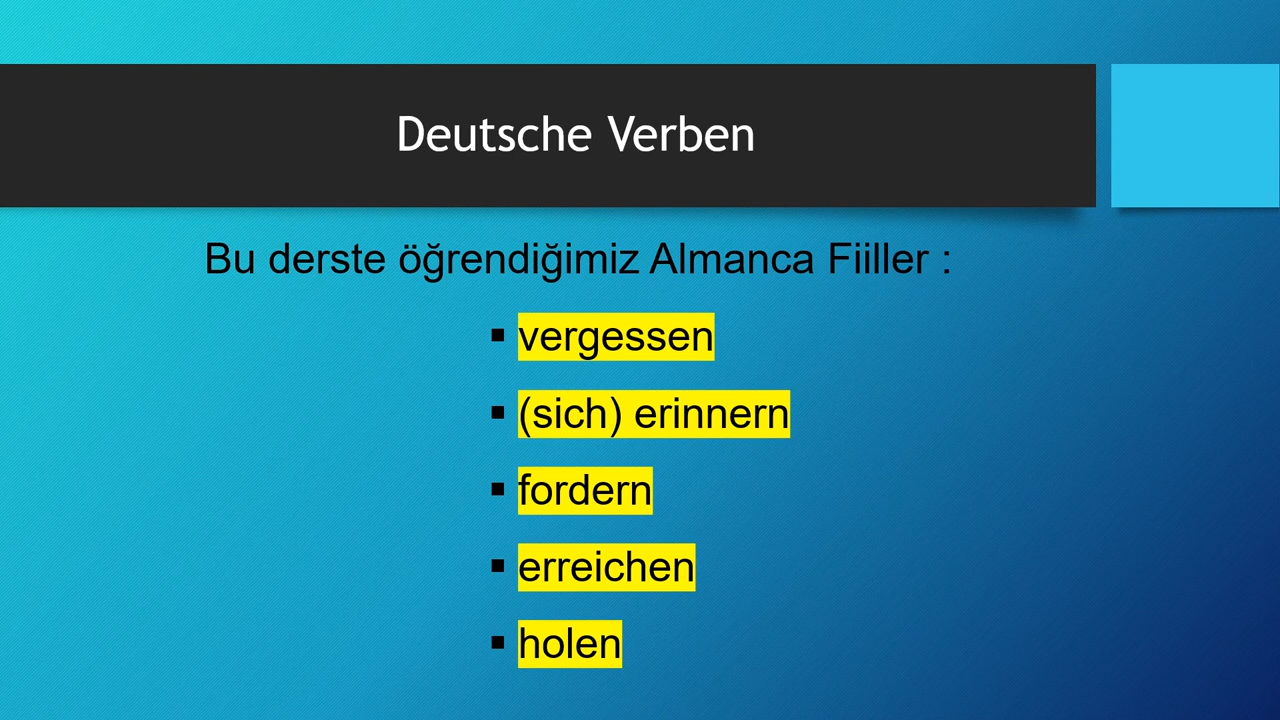 Deutsche Verben
Bu derste öğrendiğimiz Almanca Fiiller :
▪ vergessen
▪ (sich) erinnern
▪ fordern
▪ erreichen
▪ holen